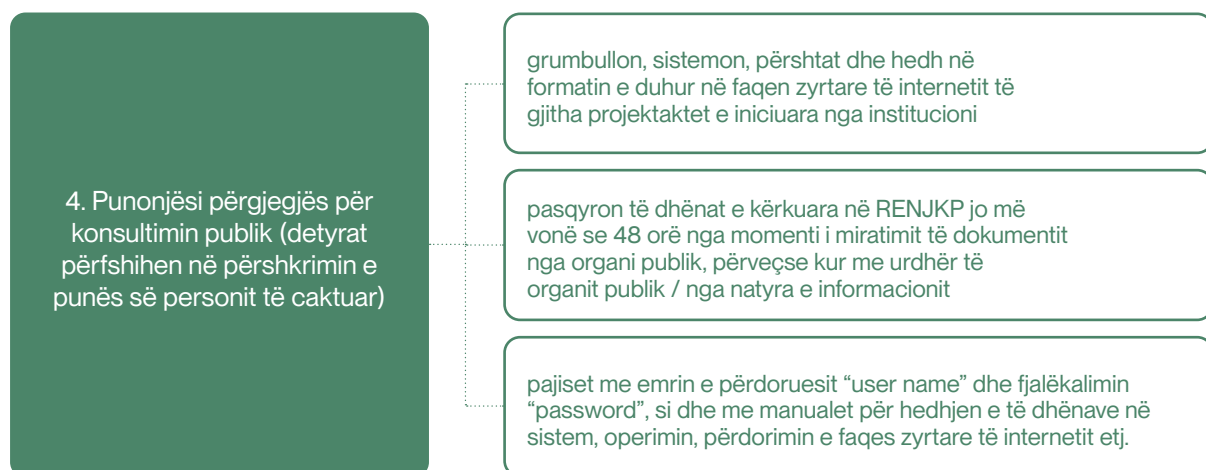 4. Punonjësi përgjegjës për
konsultimin publik (detyrat
përfshihen në përshkrimin e
punës së personit të caktuar)
grumbullon, sistemon, përshtat dhe hedh në
formatin e duhur në faqen zyrtare të internetit të
gjitha projektaktet e iniciuara nga institucioni
pasqyron të dhënat e kërkuara në RENJKP jo më
vonë se 48 orë nga momenti i miratimit të dokumentit
nga organi publik, përveçse kur me urdhër të
organit publik / nga natyra e informacionit
pajiset me emrin e përdoruesit “user name” dhe fjalëkalimin
“password”, si dhe me manualet për hedhjen e të dhënave në
sistem, operimin, përdorimin e faqes zyrtare të internetit etj.